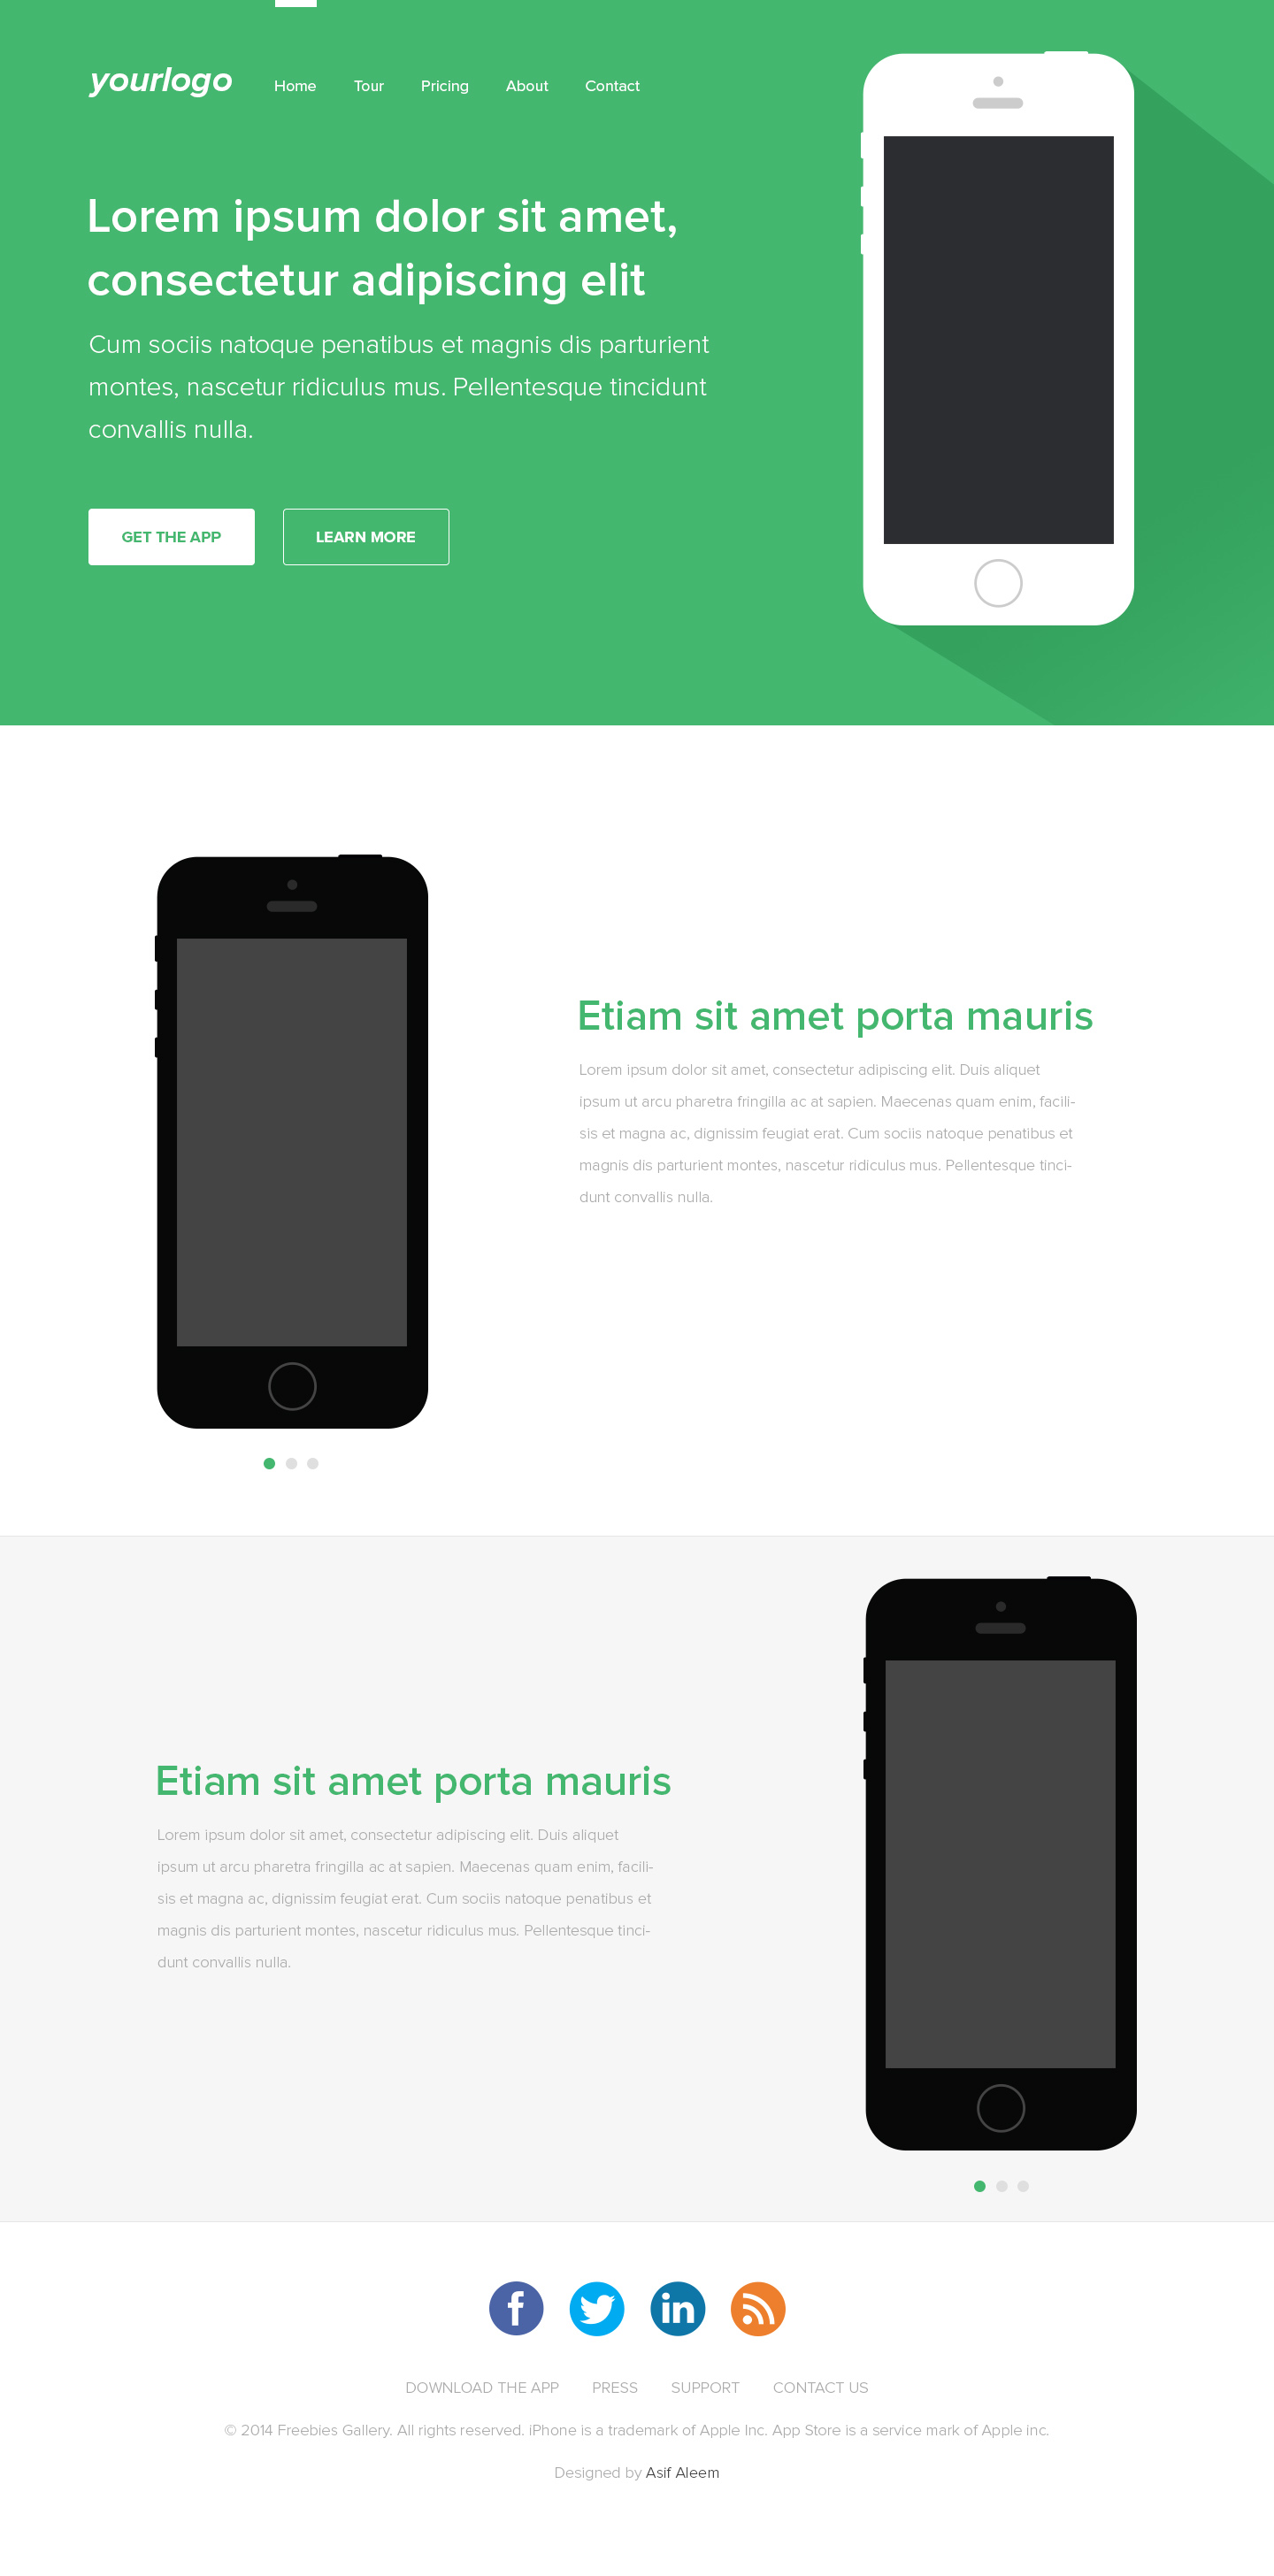 yourlogo Home Tour Pricing About Contact
Lorem ipsum dolor sit amet,
consectetur adipiscing elit
Cum sociis natoque penatibus et magnis dis parturient
montes, nascetur ridiculus mus. Pellentesque tincidunt
convallis nulla.
GET THE APP LEARN MORE
Etiam sit amet porta mauris
Lorem ipsum dolor sit amet, consectetur adipiscing elit. Duis aliquet
ipsum ut arcu pharetra fringilla ac at sapien. Maecenas quam enim, facili-
sis et magna ac, dignissim feugiat erat. Cum sociis natoque penatibus et
magnis dis parturient montes, nascetur ridiculus mus. Pellentesque tinci-
dunt convallis nulla.
Etiam sit amet porta mauris
Lorem ipsum dolor sit amet, consectetur adipiscing elit. Duis aliquet
ipsum ut arcu pharetra fringilla ac at sapien. Maecenas quam enim, facili-
sis et magna ac, dignissim feugiat erat. Cum sociis natoque penatibus et
magnis dis parturient montes, nascetur ridiculus mus. Pellentesque tinci-
dunt convallis nulla.
f in
DOWNLOAD THE APP PRESS SUPPORT CONTACT US
© 2014 Freebies Gallery. All rights reserved. iPhone is a trademark of Apple Inc. App Store is a service mark of Apple inc.
Designed by Asif Aleem